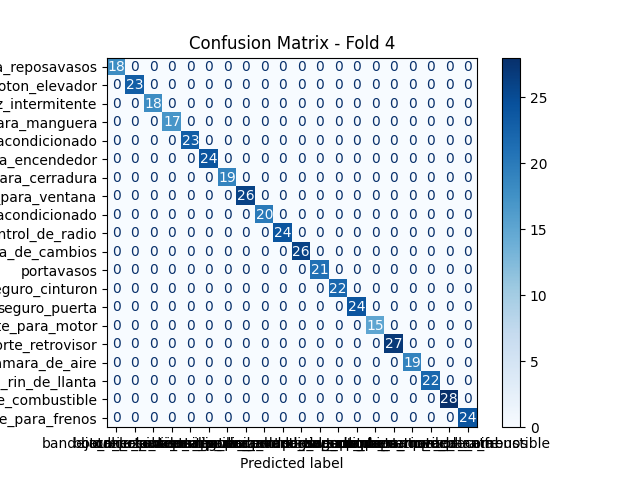 Confusion Matrix - Fold 4
a_reposavasos 18 0 0 0 0 0 0 0 0 0 0 0 0 0 0 0 0 0 0 0
oton_elevador 0 23 0 0 0 0 0 0 0 0 0 0 0 0 0 0 0 0 0 0
z_intermitente 0 0 18 0 0 0 0 0 0 0 0 0 0 0 0 0 0 0 0 0
ara_manguera 0 0 0 17 0 0 0 0 0 0 0 0 0 0 0 0 0 0 0 0
acondicionado 0 0 0 0 23 0 0 0 0 0 0 0 0 0 0 0 0 0 0 0
a_encendedor 0 0 0 0 0 24 0 0 0 0 0 0 0 0 0 0 0 0 0 0
ara_cerradura 0 0 0 0 0 0 19 0 0 0 0 0 0 0 0 0 0 0 0 0
para_ventana 0 0 0 0 0 0 0 26 0 0 0 0 0 0 0 0 0 0 0 0
acondicionado 0 0 0 0 0 0 0 0 20 0 0 0 0 0 0 0 0 0 0 0
ntrol_de_radio 0 0 0 0 0 0 0 0 0 24 0 0 0 0 0 0 0 0 0 0
a_de_cambios 0 0 0 0 0 0 0 0 0 0 26 0 0 0 0 0 0 0 0 0
portavasos 0 0 0 0 0 0 0 0 0 0 0 21 0 0 0 0 0 0 0 0
eguro_cinturon 0 0 0 0 0 0 0 0 0 0 0 0 22 0 0 0 0 0 0 0
seguro_puerta 0 0 0 0 0 0 0 0 0 0 0 0 0 24 0 0 0 0 0 0
te_para_motor 0 0 0 0 0 0 0 0 0 0 0 0 0 0 15 0 0 0 0 0
orte_retrovisor 0 0 0 0 0 0 0 0 0 0 0 0 0 0 0 27 0 0 0 0
amara_de_aire 0 0 0 0 0 0 0 0 0 0 0 0 0 0 0 0 19 0 0 0
_rin_de_llanta 0 0 0 0 0 0 0 0 0 0 0 0 0 0 0 0 0 22 0 0
e_combustible 0 0 0 0 0 0 0 0 0 0 0 0 0 0 0 0 0 0 28 0
e_para_frenos 0 0 0 0 0 0 0 0 0 0 0 0 0 0 0 0 0 0 0 24
Predicted label
25
20
15
10
5
0